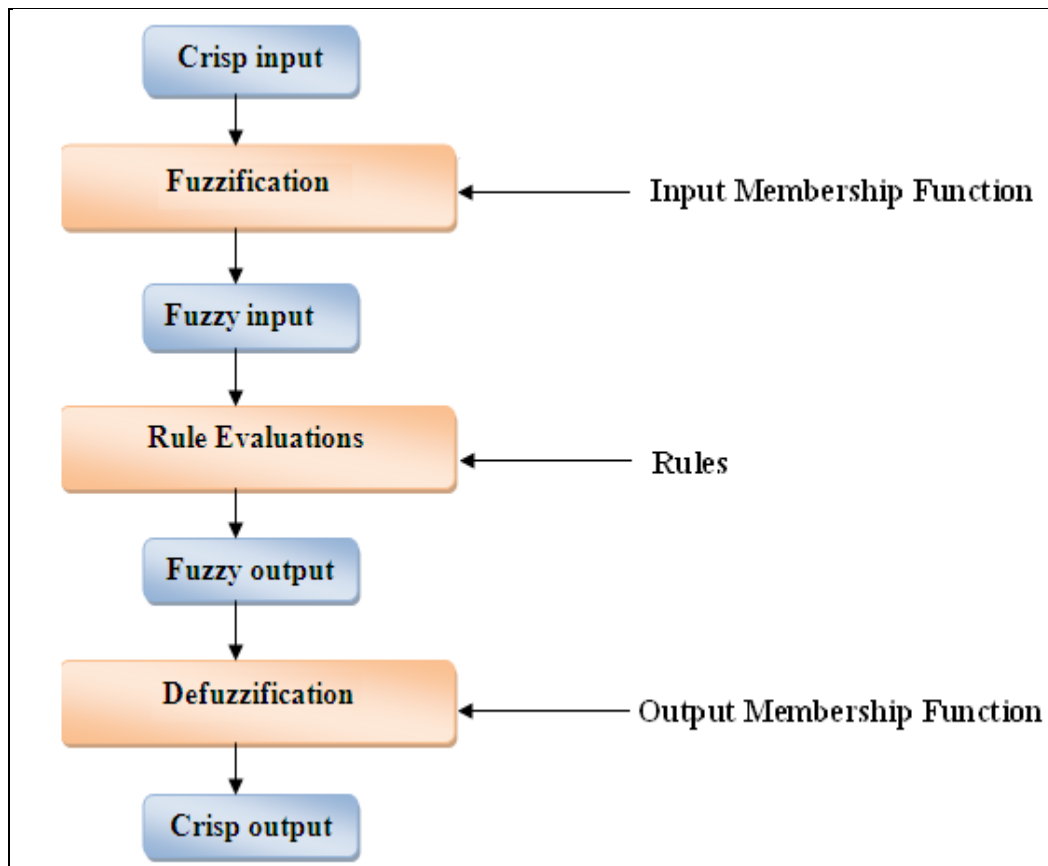 Crisp input
Fuzzification
Input Membership Function
Fuzzy input
Rule Evaluations
Rules
Fuzzy output
Defuzzification
Output Membership Function
Crisp output